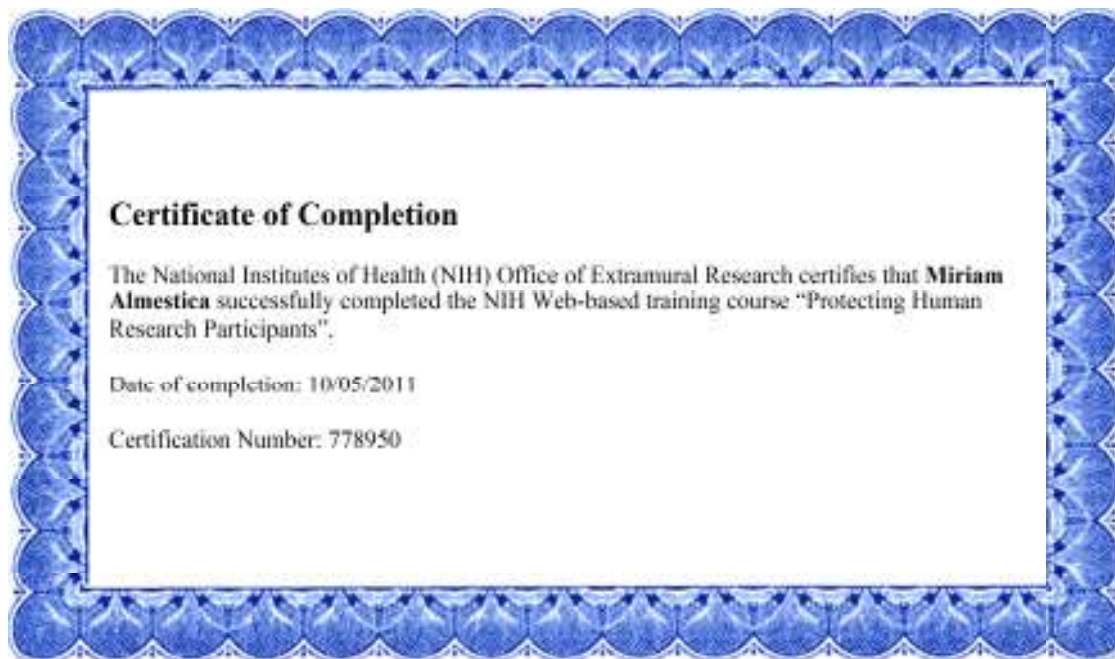 Certificate of Completion
The National Institutes of Health (NIH) Office of Extramural Research certifies that Miriam
Almestica successfully completed the NIH Web-based training course “Protecting Human
Research Participants”.
Date of completion: 10/05/2011
Certification Number: 778950